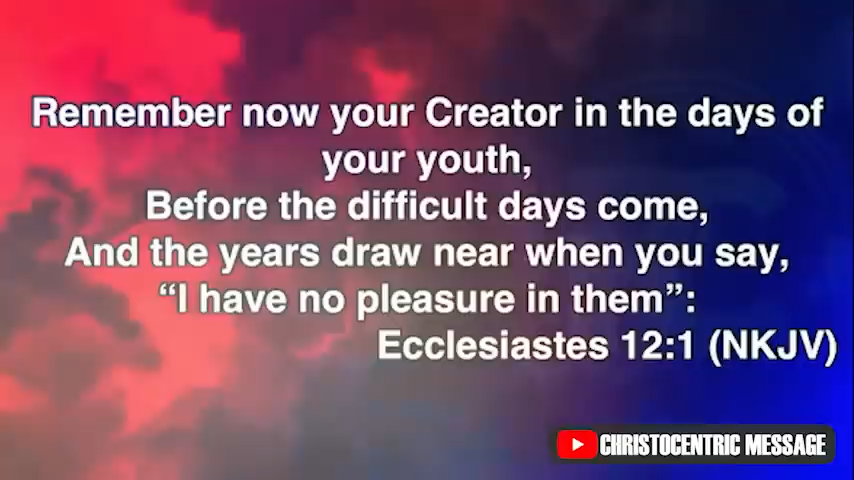 Remember now your Creator in the days of
your youth,
Before the difficult days come,
And the years draw near when you say,
“I have no pleasure in them”:
Ecclesiastes 12:1 (NKJV)
CHRISTOCENTRIC MESSAGE